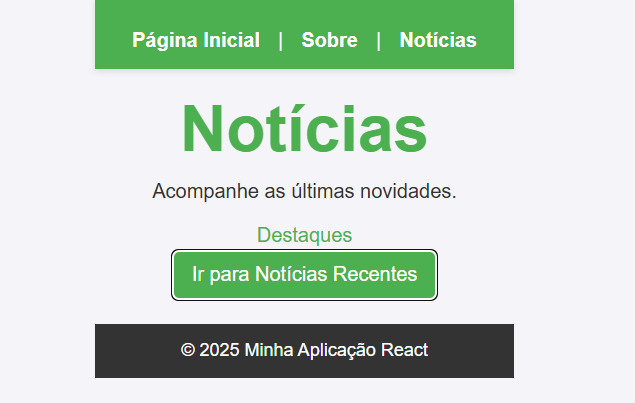 Página Inicial | Sobre | Notícias
Notícias
Acompanhe as últimas novidades.
Destaques
Ir para Notícias Recentes
© 2025 Minha Aplicação React